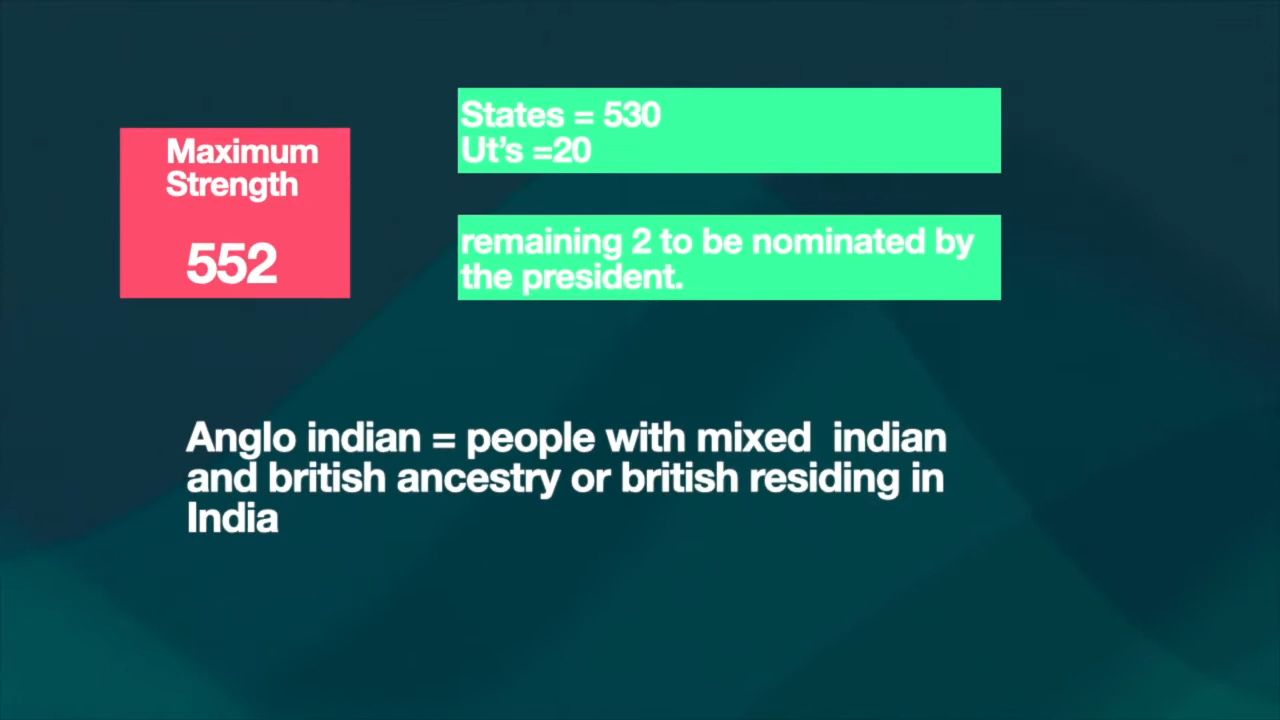 Maximum
Strength
552
States = 530
Ut’s =20
remaining 2 to be nominated by
the president.
Anglo indian = people with mixed  indian
and british ancestry or british residing in
India